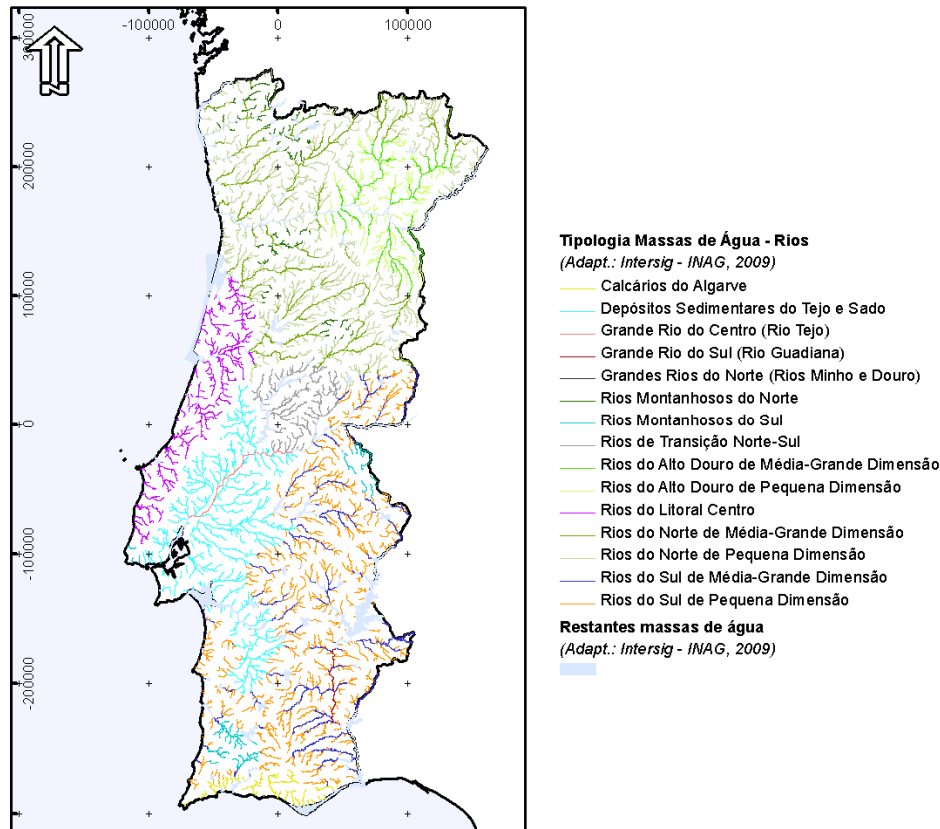 -100000 0 100000
300000
200000
100000
0
-100000
-200000
N
Tipologia Massas de Água - Rios
(Adapt.: Intersig - INAG, 2009)
Calcários do Algarve
Depósitos Sedimentares do Tejo e Sado
Grande Rio do Centro (Rio Tejo)
Grande Rio do Sul (Rio Guadiana)
Grandes Rios do Norte (Rios Minho e Douro)
Rios Montanhosos do Norte
Rios Montanhosos do Sul
Rios de Transição Norte-Sul
Rios do Alto Douro de Média-Grande Dimensão
Rios do Alto Douro de Pequena Dimensão
Rios do Litoral Centro
Rios do Norte de Média-Grande Dimensão
Rios do Norte de Pequena Dimensão
Rios do Sul de Média-Grande Dimensão
Rios do Sul de Pequena Dimensão
Restantes massas de água
(Adapt.: Intersig - INAG, 2009)